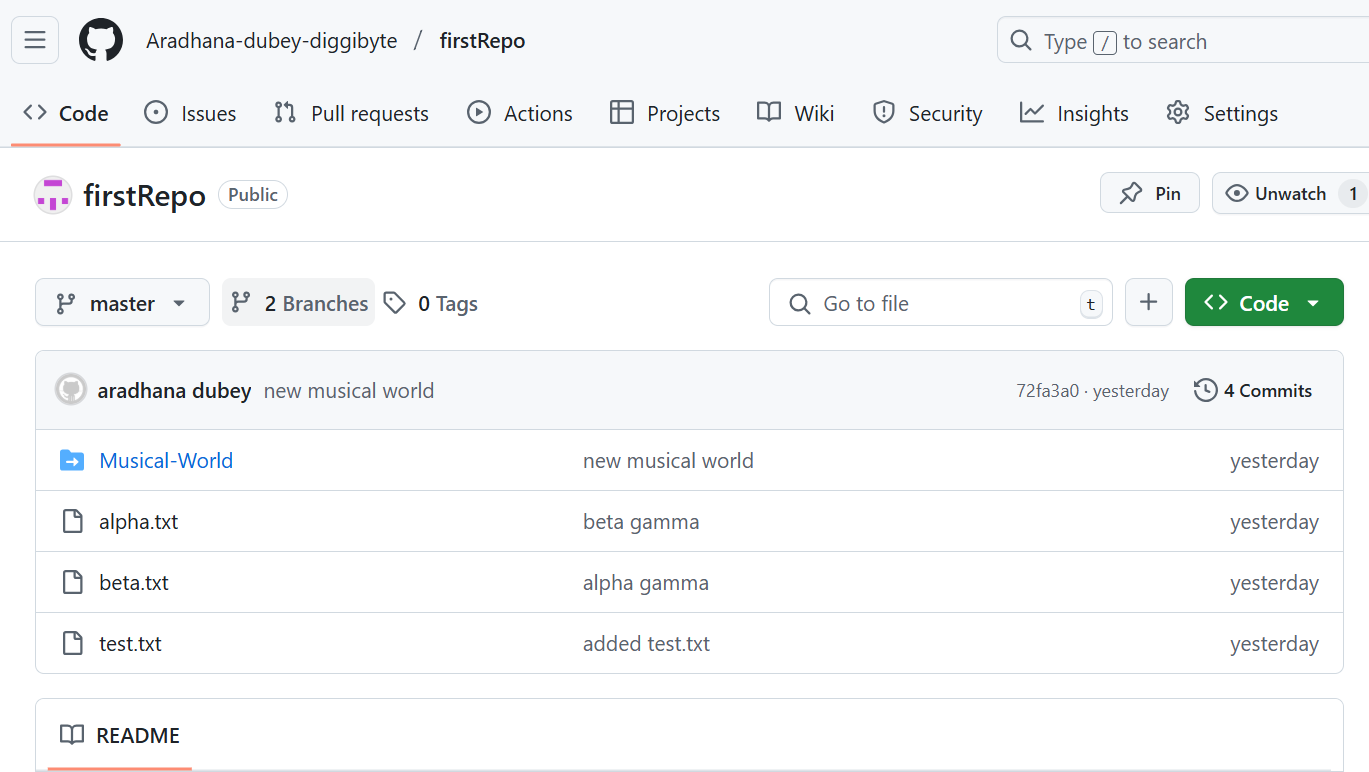 Aradhana-dubey-diggibyte / firstRepo
Type / to search
Code Issues Pull requests Actions Projects Wiki Security Insights Settings
firstRepo Public Pin Unwatch 1
master 2 Branches 0 Tags Go to file t + Code
aradhana dubey new musical world 72fa3a0 · yesterday 4 Commits
Musical-World new musical world yesterday
alpha.txt beta gamma yesterday
beta.txt alpha gamma yesterday
test.txt added test.txt yesterday
README